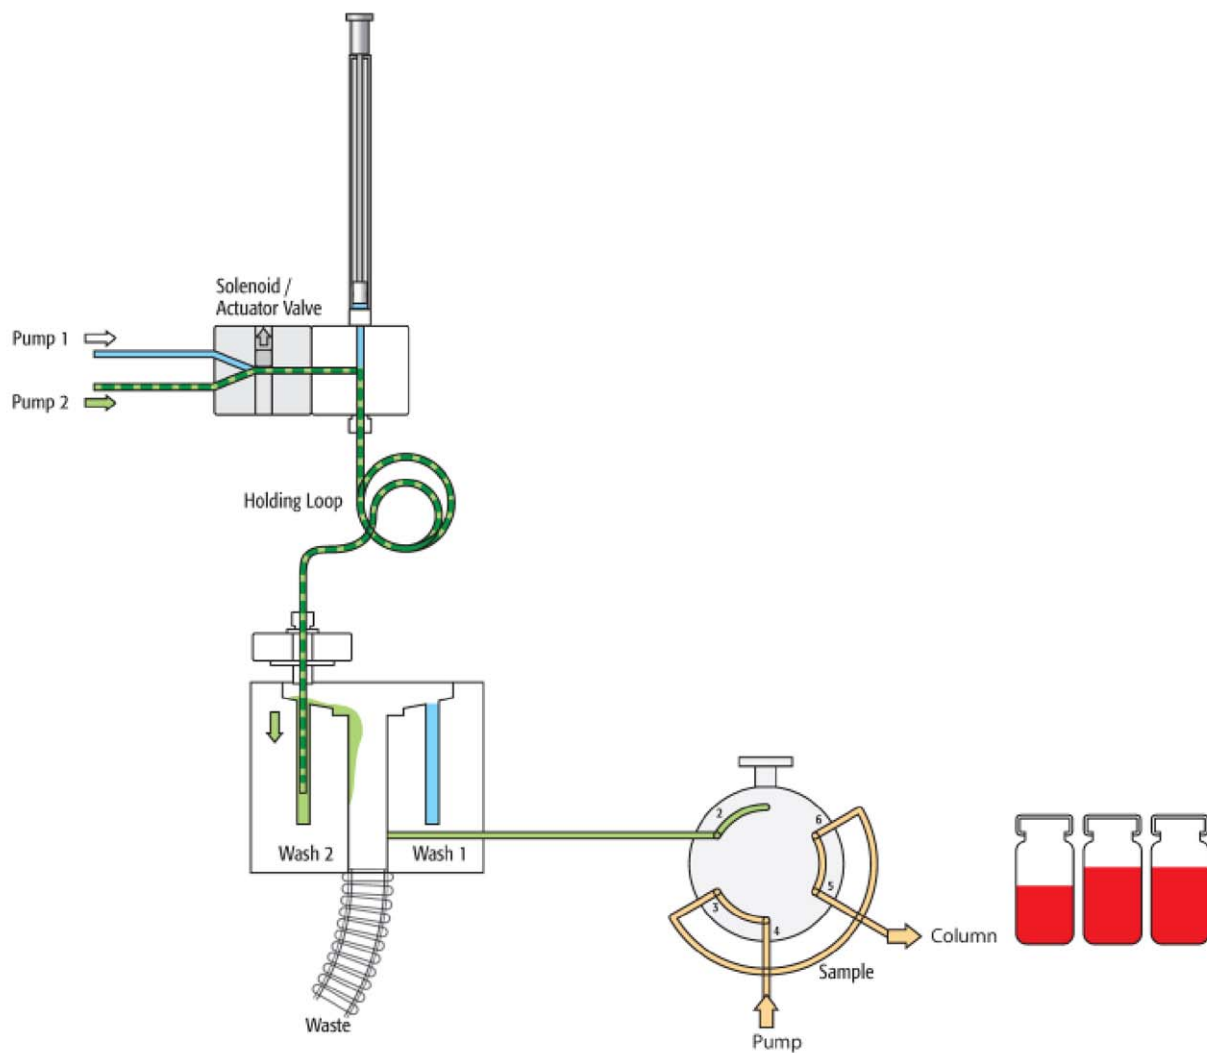 Solenoid /
Actuator Valve
Pump 1
Pump 2
Holding Loop
Wash 2
Wash 1
2
6
3
5
4
Column
Sample
Waste
Pump